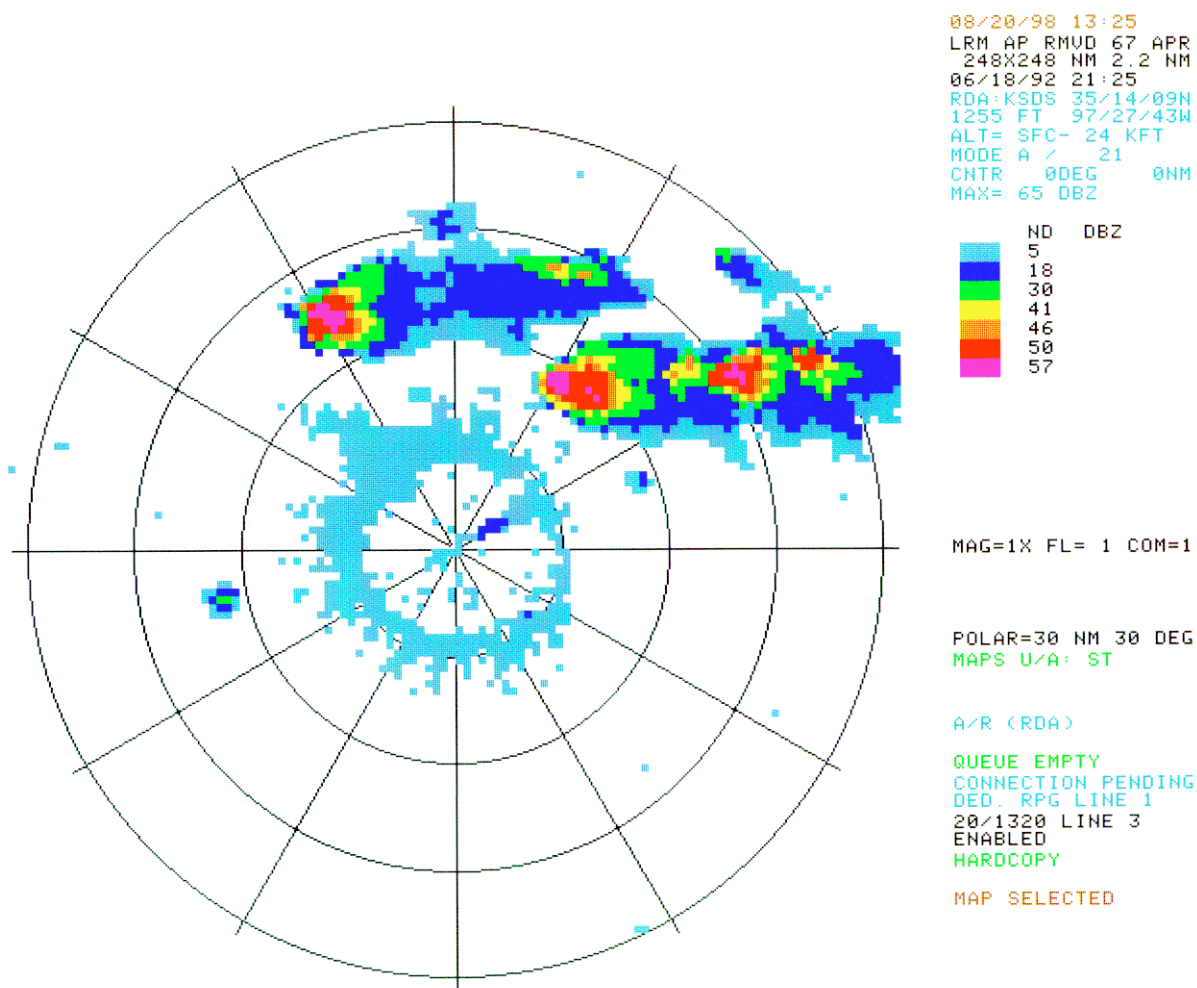 08/20/98 13:25
LRM AP RMVD 67 APR
248X248 NM 2.2 NM
06/18/92 21:25
RDA:KSDS 35/14/09N
1255 FT 97/27/43W
ALT= SFC- 24 KFT
MODE A / 21
CNTR 0DEG 0NM
MAX= 65 DBZ
ND DBZ
5
18
30
41
46
50
57
MAG=1X FL= 1 COM=1
POLAR=30 NM 30 DEG
MAPS U/A: ST
A/R (RDA)
QUEUE EMPTY
CONNECTION PENDING
DED. RPG LINE 1
20/1320 LINE 3
ENABLED
HARDCOPY
MAP SELECTED